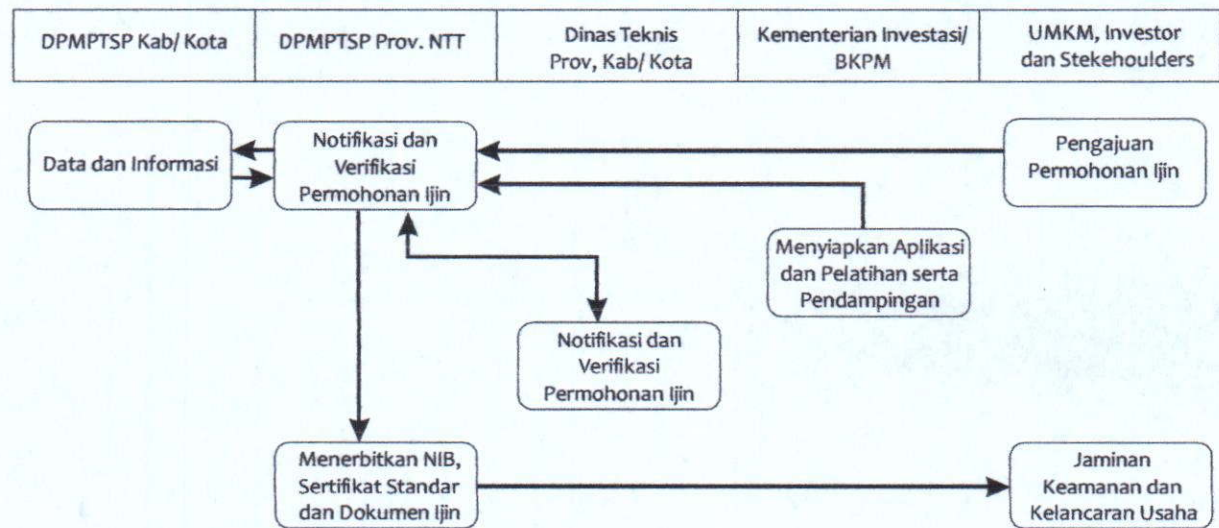 DPMPTSP Kab/ Kota
DPMPTSP Prov. NTT
Dinas Teknis
Prov, Kab/ Kota
Kementerian Investasi/
BKPM
UMKM, Investor
dan Stekehoulders
Data dan Informasi
Notifikasi dan
Verifikasi
Permohonan Ijin
Pengajuan
Permohonan Ijin
Menyiapkan Aplikasi
dan Pelatihan serta
Pendampingan
Notifikasi dan
Verifikasi
Permohonan Ijin
Menerbitkan NIB,
Sertifikat Standar
dan Dokumen Ijin
Jaminan
Keamanan dan
Kelancaran Usaha